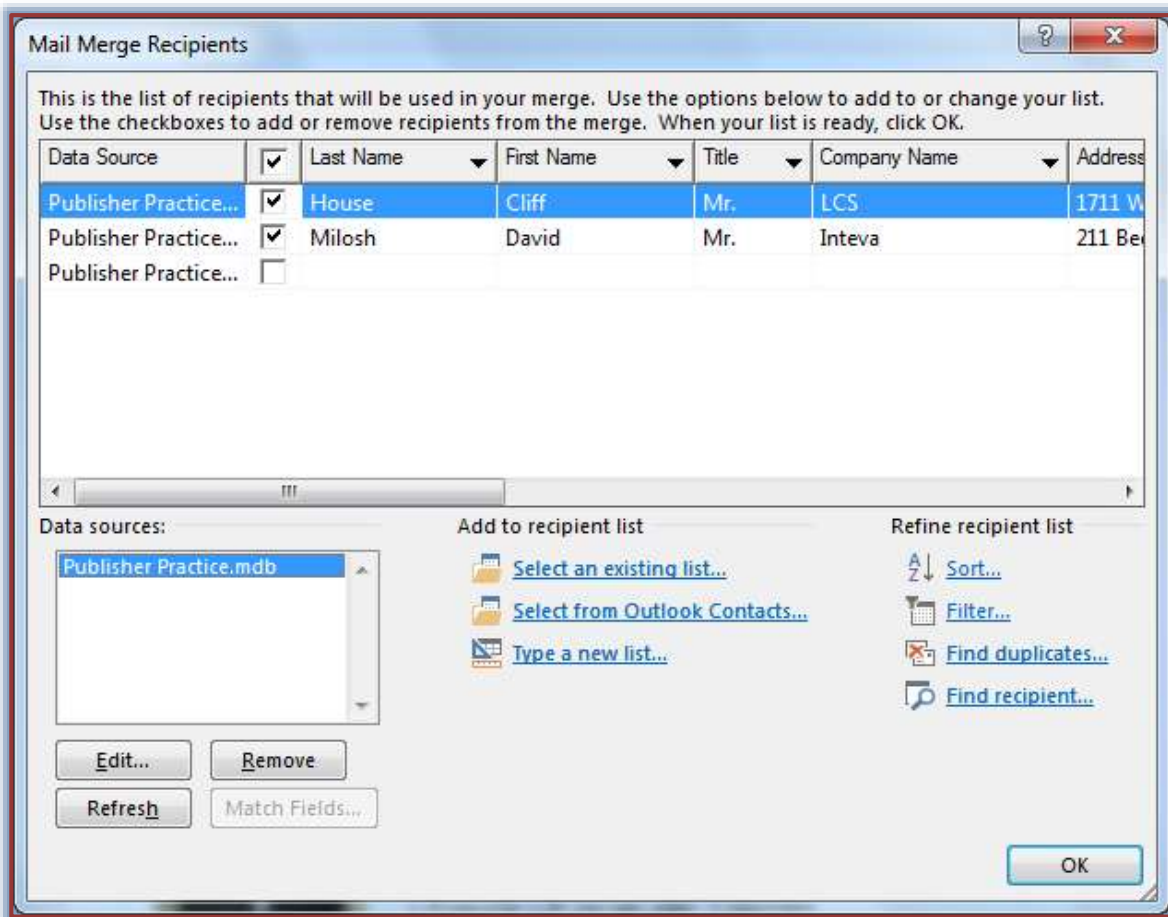 Mail Merge Recipients
This is the list of recipients that will be used in your merge. Use the options below to add to or change your list.
Use the checkboxes to add or remove recipients from the merge. When your list is ready, click OK.
Data Source Last Name First Name Title Company Name Address
Publisher Practice... House Cliff Mr. LCS 1711 W
Publisher Practice... Milosh David Mr. Inteva 211 Bee
Publisher Practice...
Data sources: Add to recipient list Refine recipient list
Publisher Practice.mdb Select an existing list... Sort...
Select from Outlook Contacts... Filter...
Type a new list... Find duplicates...
Find recipient...
Edit... Remove
Refresh Match Fields...
OK